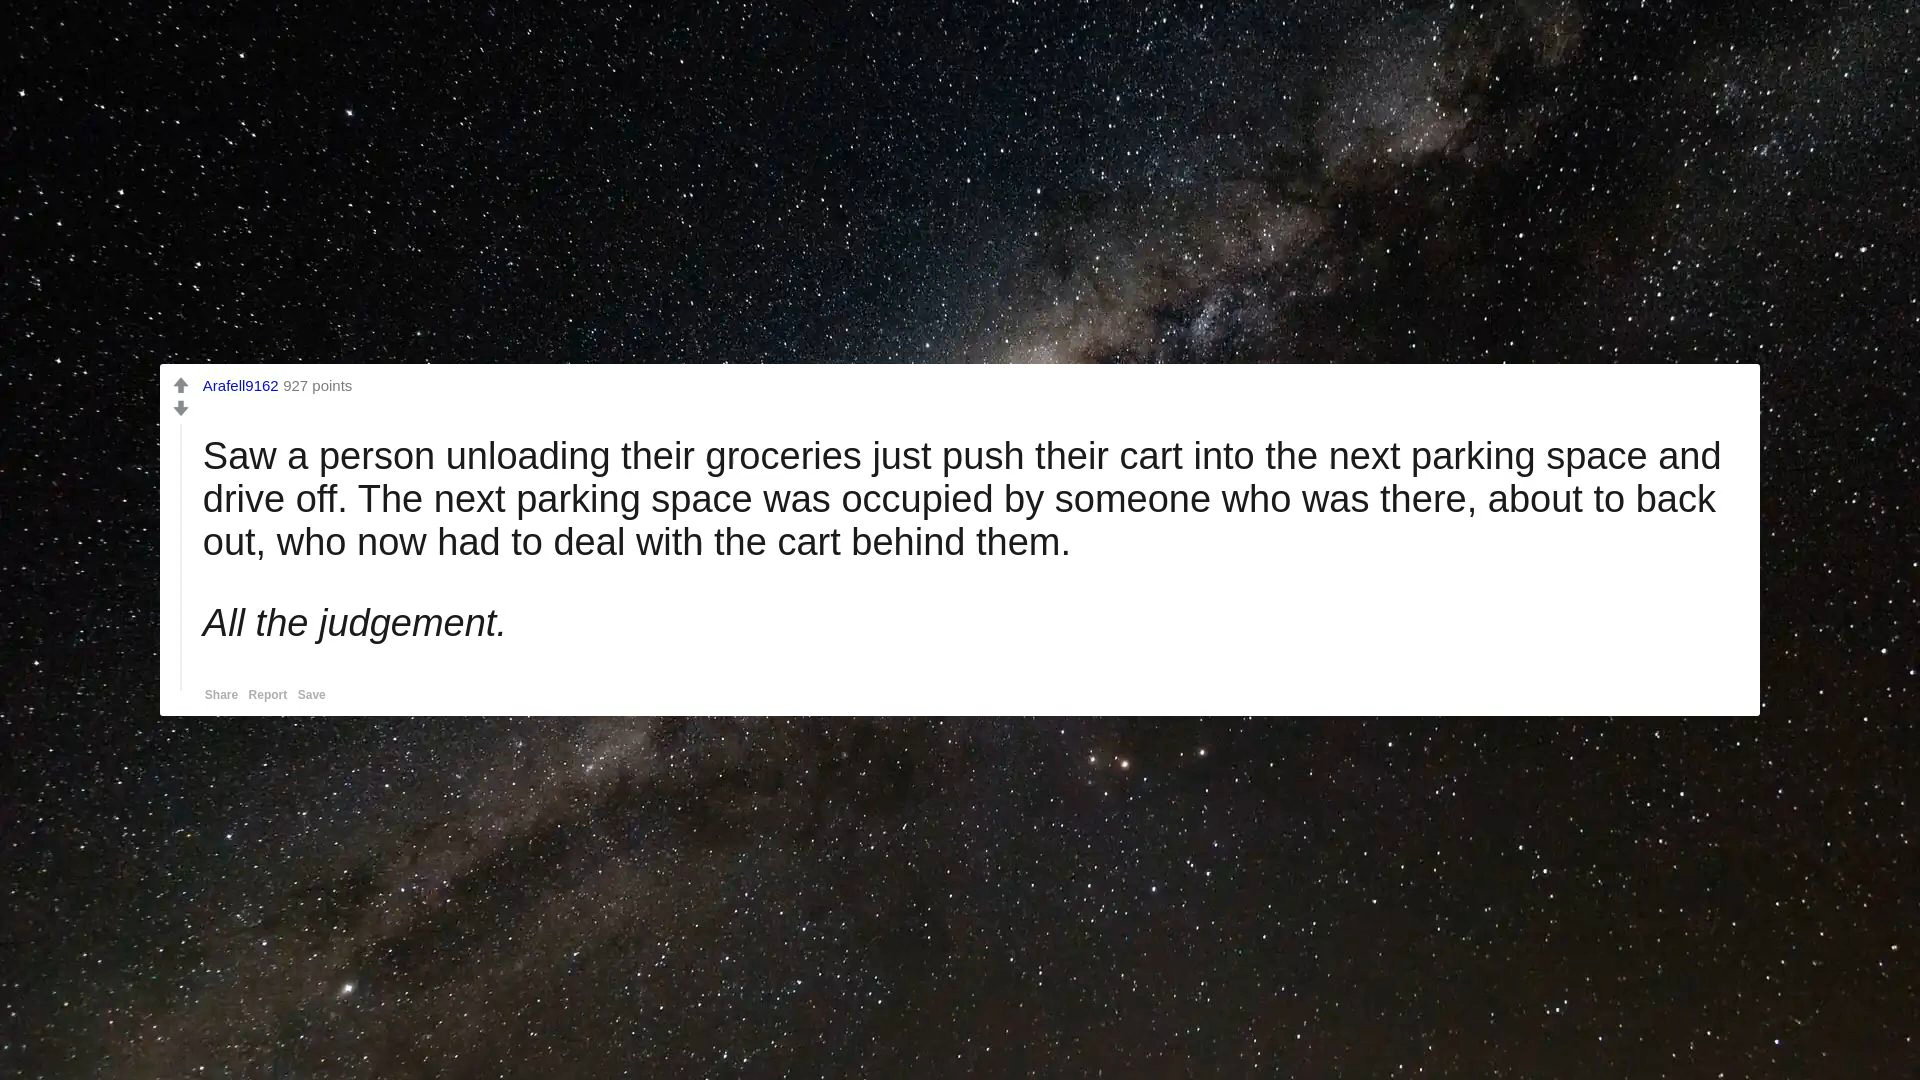 Arafell9162 927 points
Saw a person unloading their groceries just push their cart into the next parking space and
drive off. The next parking space was occupied by someone who was there, about to back
out, who now had to deal with the cart behind them.
All the judgement.
Share Report Save